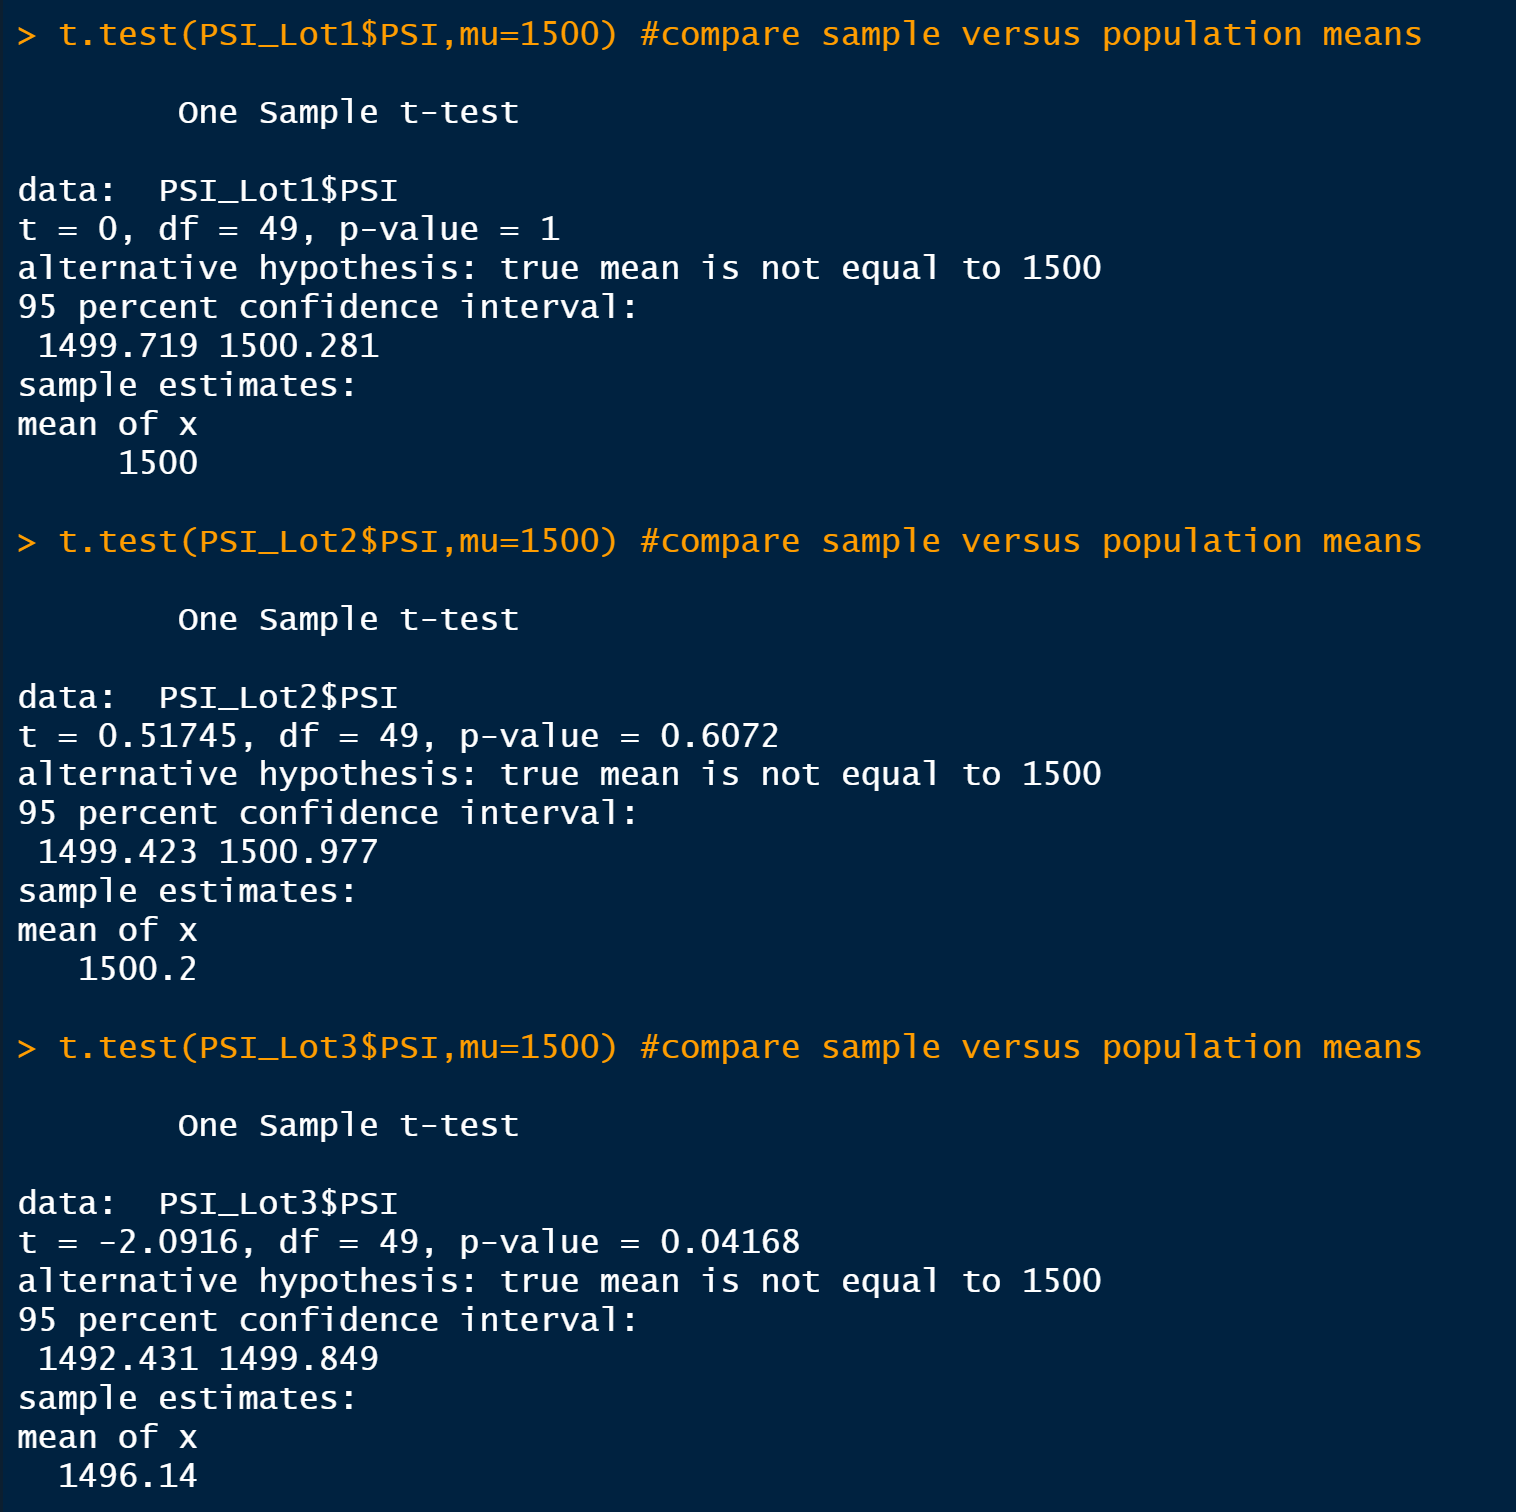 > t.test(PSI_Lot1$PSI,mu=1500) #compare sample versus population means
One Sample t-test
data:  PSI_Lot1$PSI
t = 0, df = 49, p-value = 1
alternative hypothesis: true mean is not equal to 1500
95 percent confidence interval:
1499.719 1500.281
sample estimates:
mean of x
1500
> t.test(PSI_Lot2$PSI,mu=1500) #compare sample versus population means
One Sample t-test
data:  PSI_Lot2$PSI
t = 0.51745, df = 49, p-value = 0.6072
alternative hypothesis: true mean is not equal to 1500
95 percent confidence interval:
1499.423 1500.977
sample estimates:
mean of x
1500.2
> t.test(PSI_Lot3$PSI,mu=1500) #compare sample versus population means
One Sample t-test
data:  PSI_Lot3$PSI
t = -2.0916, df = 49, p-value = 0.04168
alternative hypothesis: true mean is not equal to 1500
95 percent confidence interval:
1492.431 1499.849
sample estimates:
mean of x
1496.14